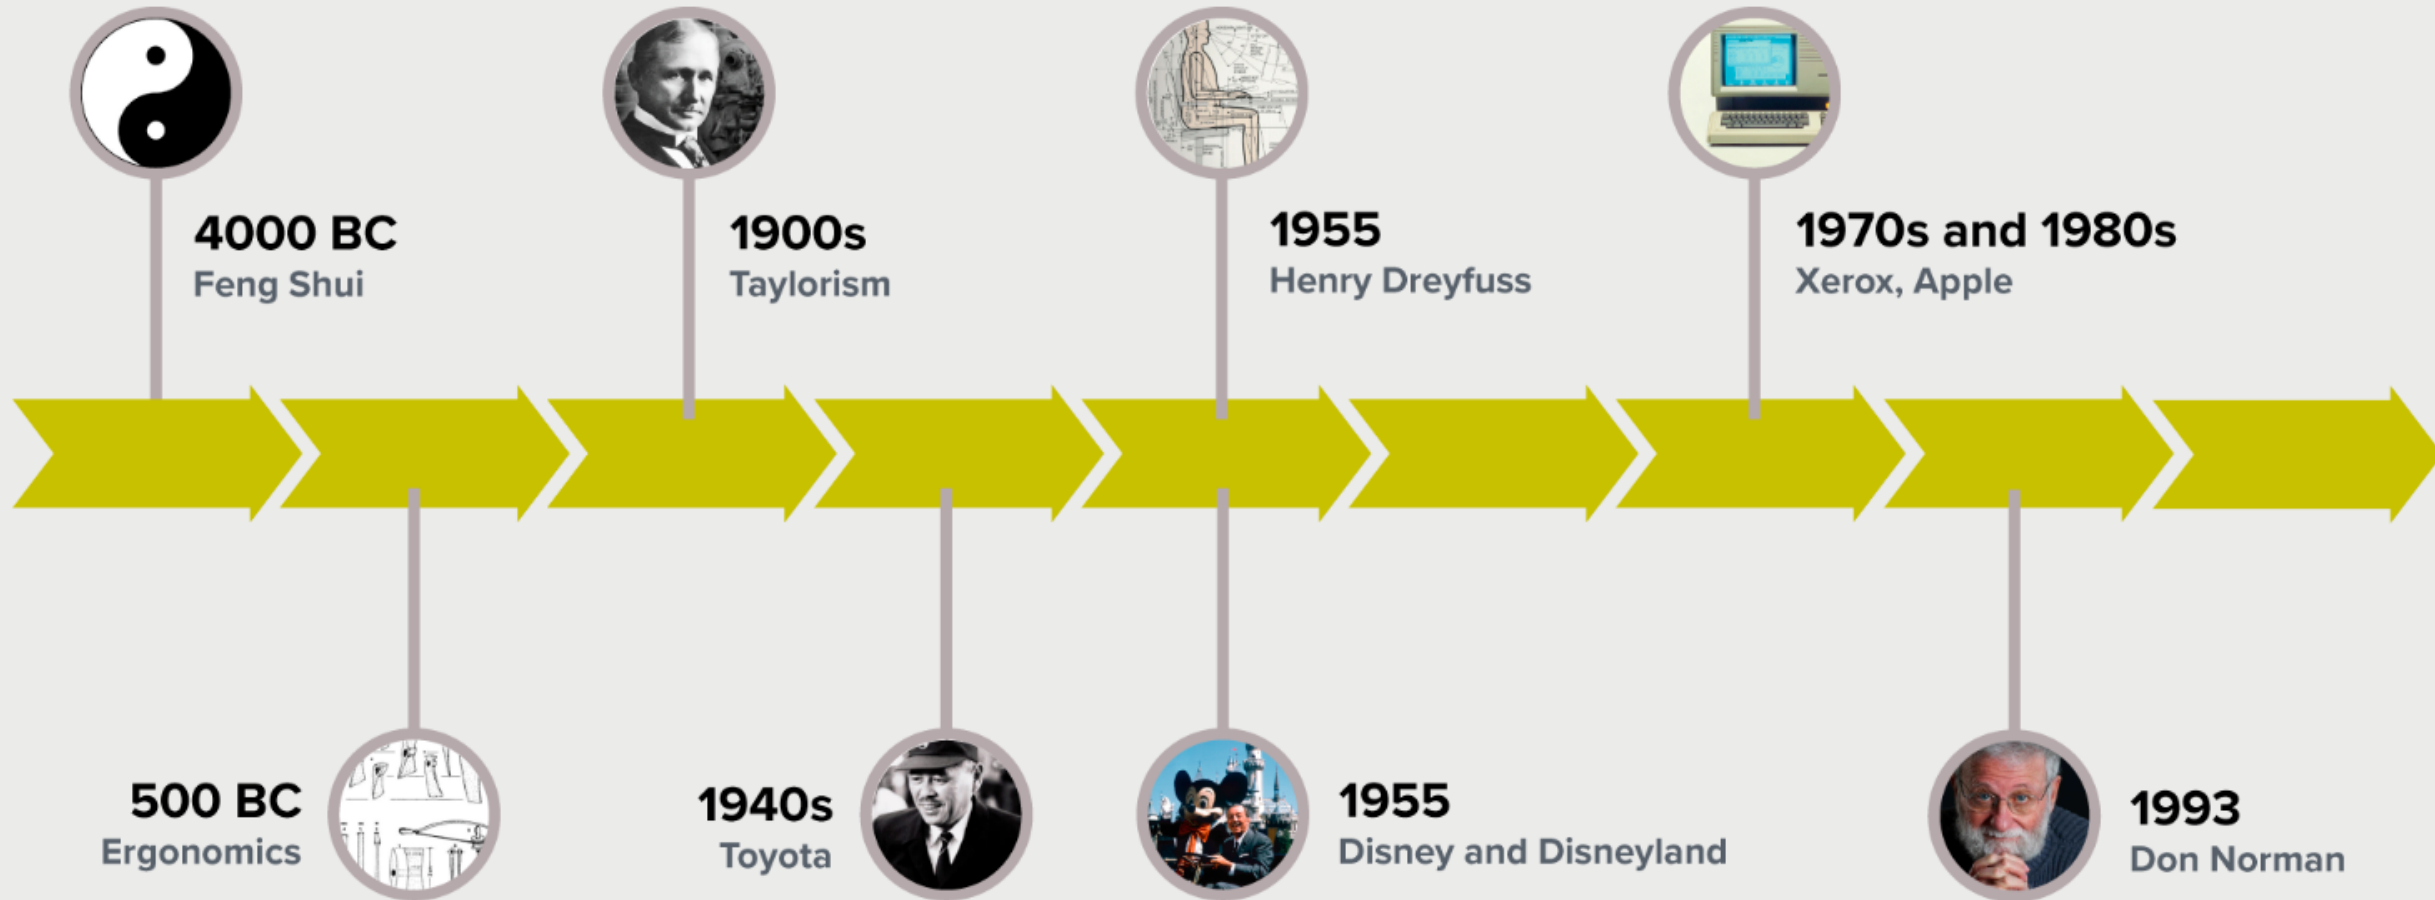 4000 BC
Feng Shui
500 BC
Ergonomics
1900s
Taylorism
1940s
Toyota
1955
Henry Dreyfuss
1955
Disney and Disneyland
1970s and 1980s
Xerox, Apple
1993
Don Norman